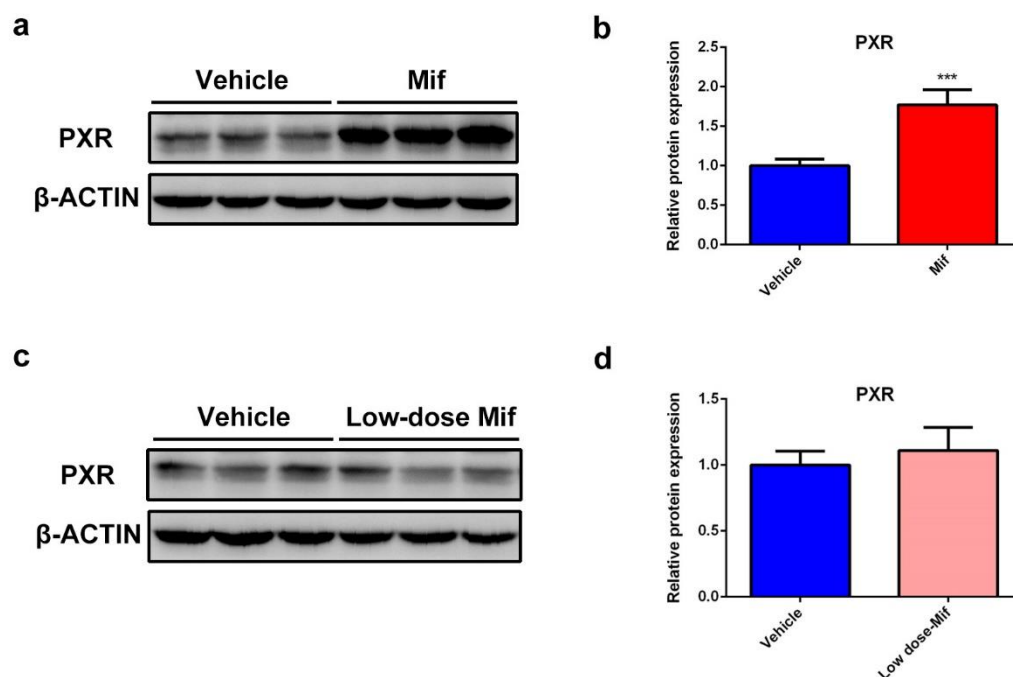 a
Vehicle Mif
PXR
β-ACTIN
b
PXR
Relative protein expression
2.5
2.0
1.5
1.0
0.5
0.0
***
Vehicle
Mif
c
Vehicle Low-dose Mif
PXR
β-ACTIN
d
PXR
Relative protein expression
1.5
1.0
0.5
0.0
Vehicle
Low dose-Mif